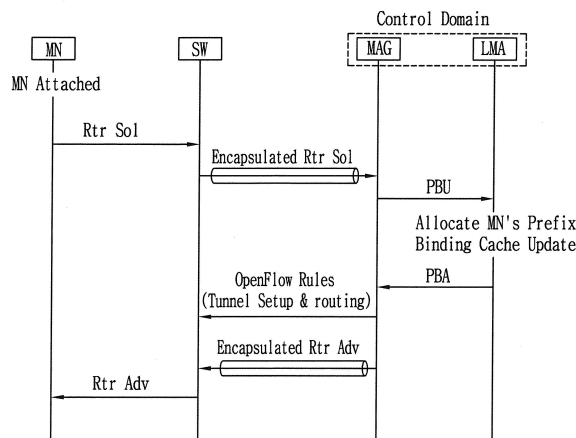 Control Domain
MN
SW
MAG
LMA
MN Attached
Rtr Sol
Encapsulated Rtr Sol
PBU
Allocate MN's Prefix
Binding Cache Update
PBA
OpenFlow Rules
(Tunnel Setup & routing)
Encapsulated Rtr Adv
Rtr Adv